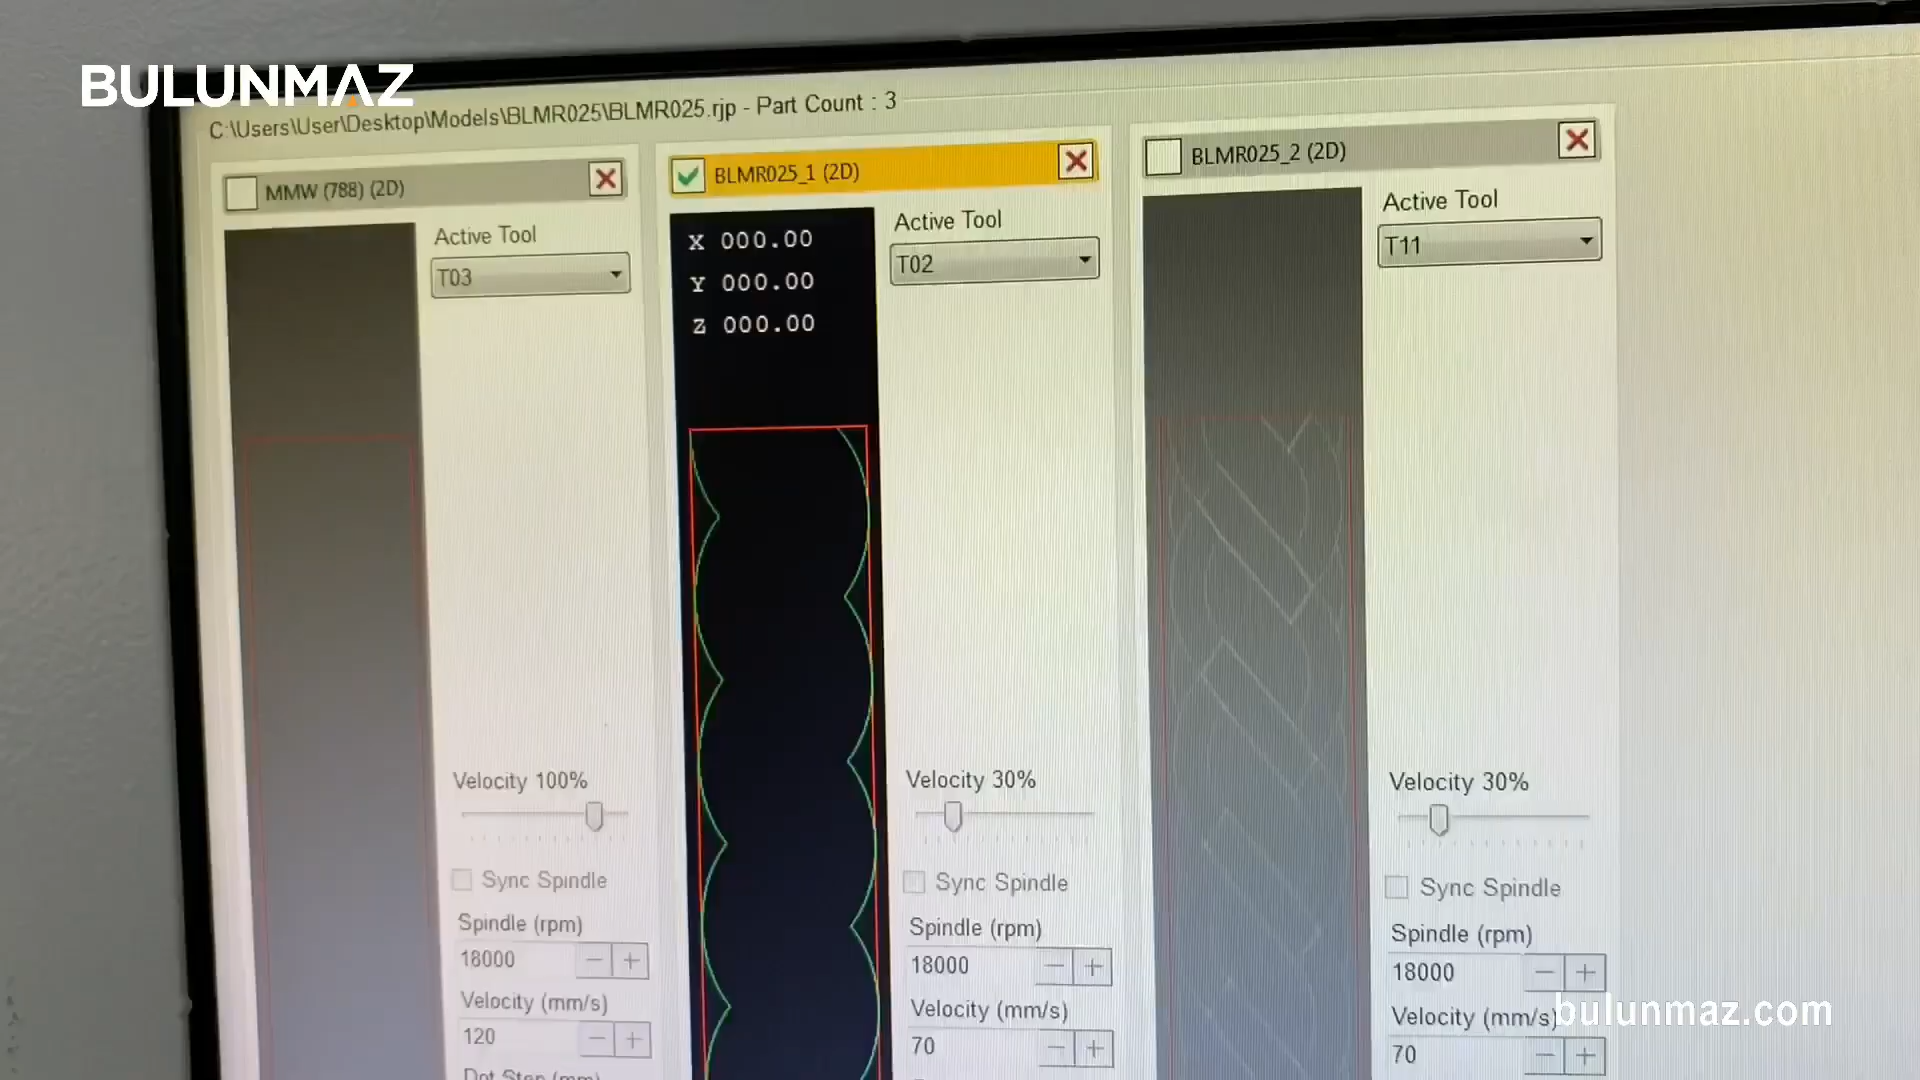 BULUNMAZ
C:\Users\User\Desktop\Models\BLMR025\BLMR025.rjp - Part Count : 3
MMW (788) (2D)
Active Tool
T03
Velocity 100%
Sync Spindle
Spindle (rpm)
18000
Velocity (mm/s)
120
Dot Step (mm)
BLMR025_1 (2D)
X 000.00
Y 000.00
Z 000.00
Active Tool
T02
Velocity 30%
Sync Spindle
Spindle (rpm)
18000
Velocity (mm/s)
70
BLMR025_2 (2D)
Active Tool
T11
Velocity 30%
Sync Spindle
Spindle (rpm)
18000
Velocity (mm/s)
70
bulunmaz.com